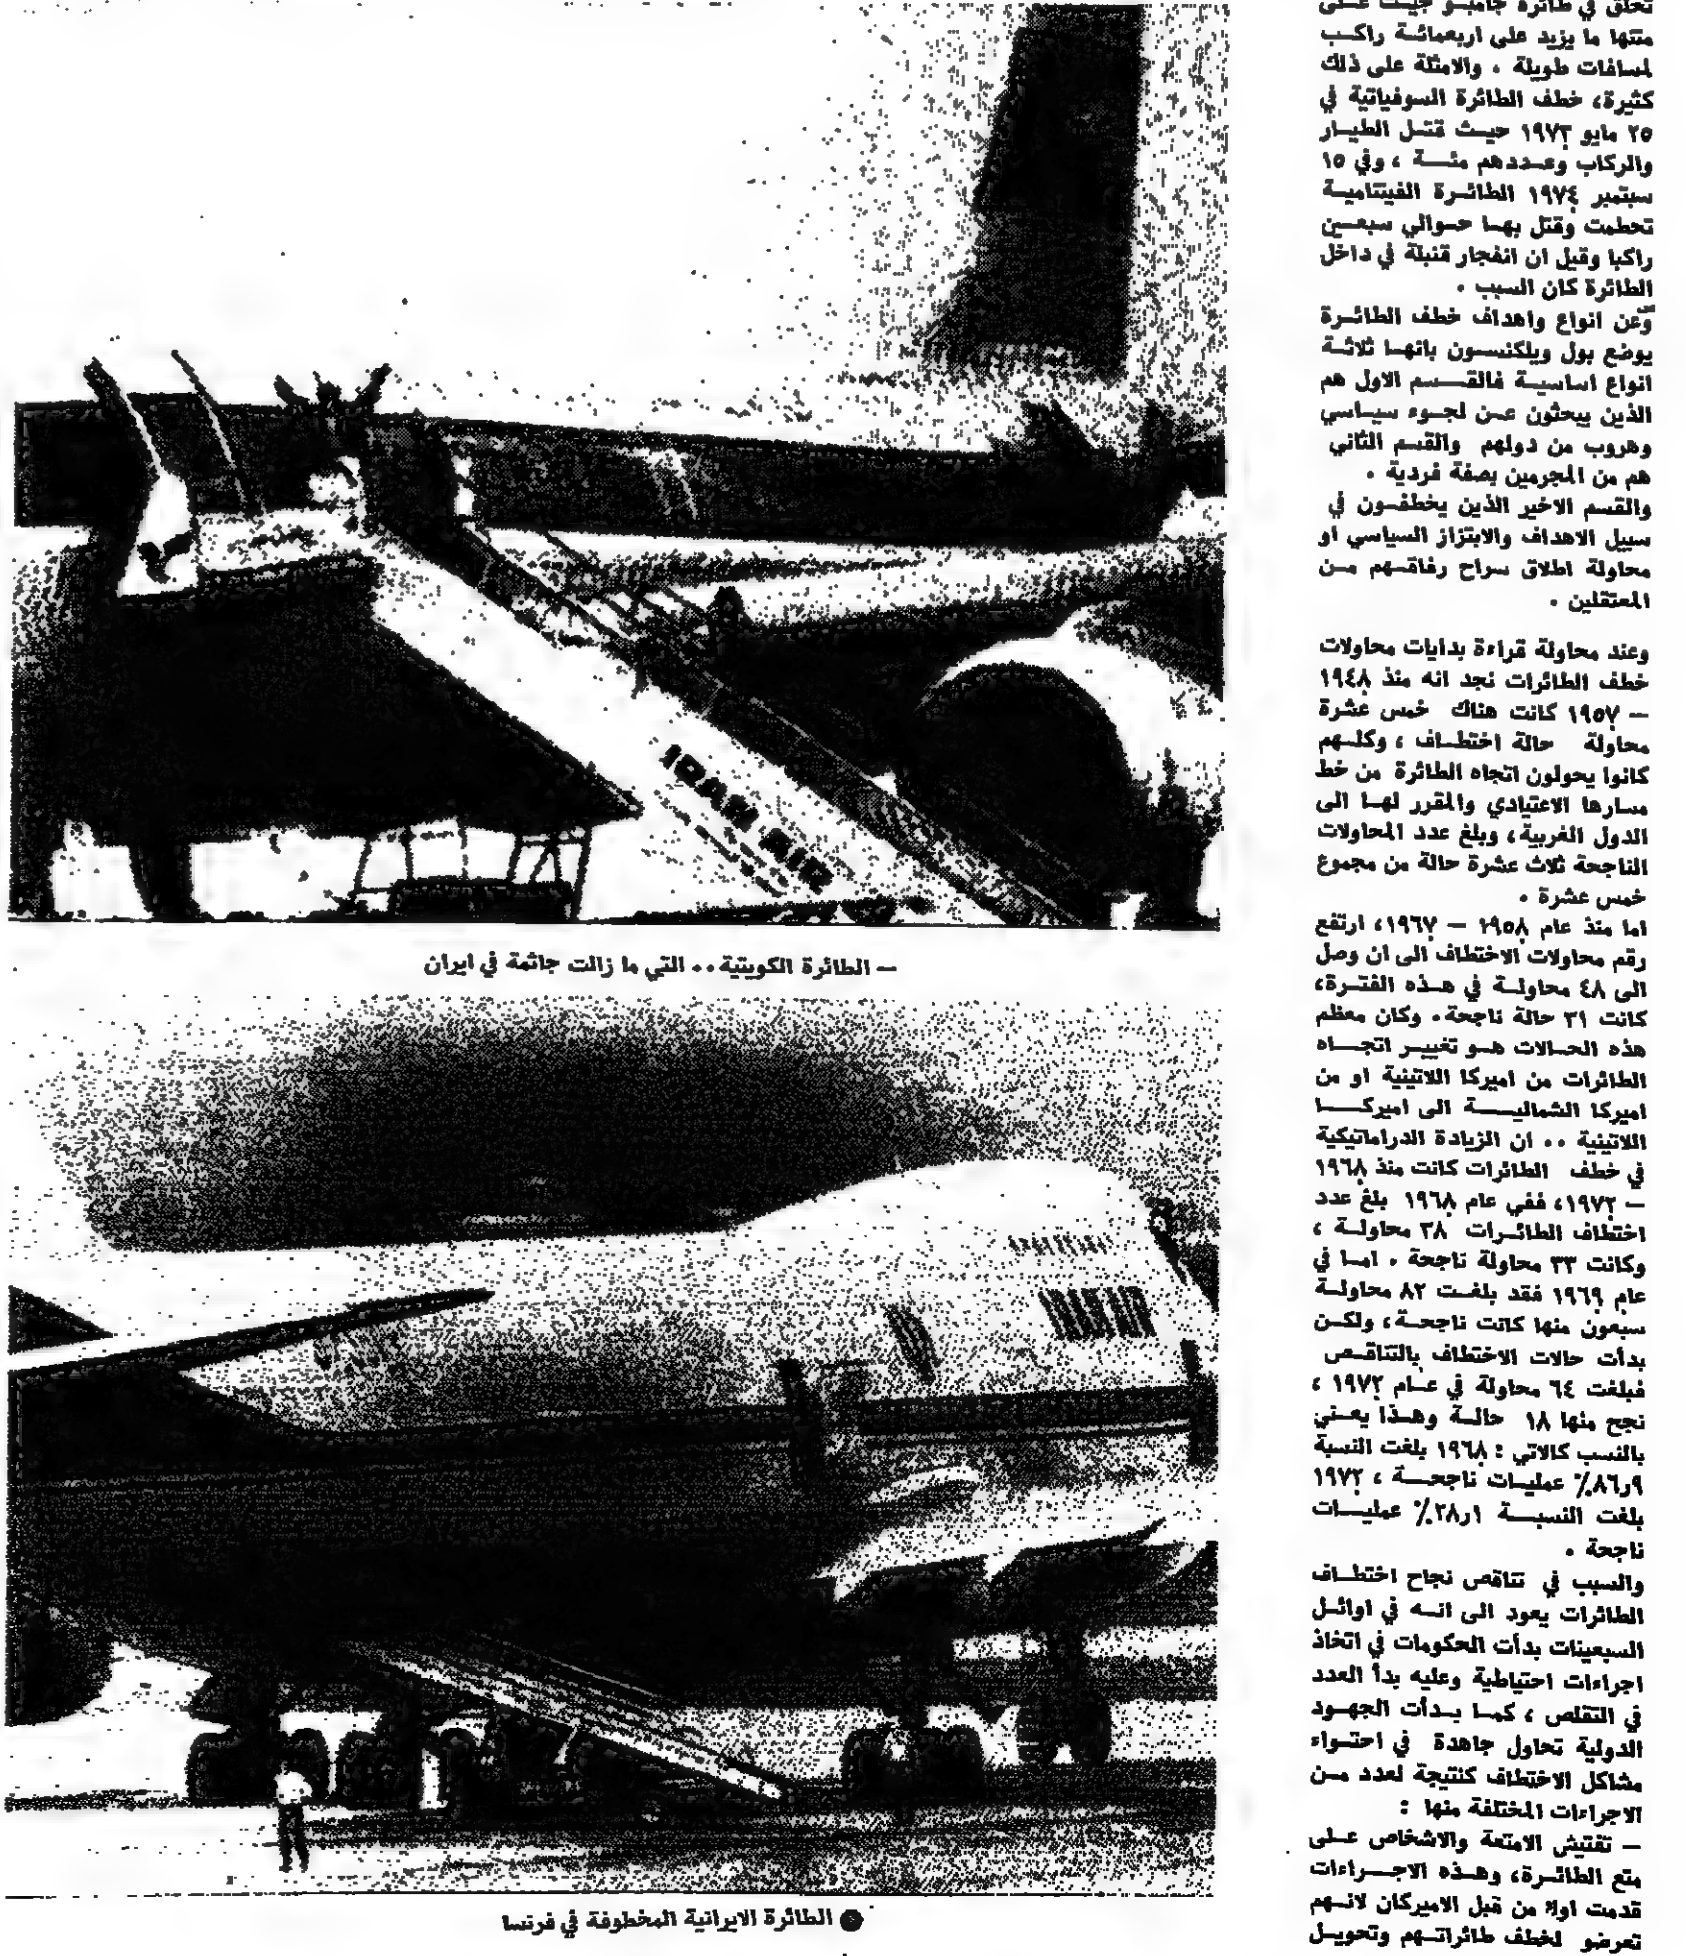 تحلق في طائرة جامبو جيت على
متنها ما يزيد على اربعمائة راكب
لمسافات طويلة . والامثلة على ذلك
كثيرة، خطف الطائرة السوفياتية في
٢٥ مايو ١٩٧٣ حيث قتل الطيار
والركاب وعددهم مئة ، وفي ١٥
سبتمبر ١٩٧٤ الطائرة الفيتنامية
تحطمت وقتل بها حوالي سبعين
راكبا وقيل ان انفجار قنبلة في داخل
الطائرة كان السبب .
وعن انواع واهداف خطف الطائرة
يوضع بول ويلكنسون بانها ثلاثة
انواع اساسية فالقسم الاول هم
الذين يبحثون عن لجوء سياسي
وهروب من دولهم والقسم الثاني
هم من المجرمين بصفة فردية .
والقسم الاخير الذين يخطفون في
سبيل الاهداف والابتزاز السياسي او
محاولة اطلاق سراح رفاقهم من
المعتقلين .
وعند محاولة قراءة بدايات محاولات
خطف الطائرات نجد انه منذ ١٩٤٨
— ١٩٥٧ كانت هناك خمس عشرة
محاولة حالة اختطاف ، وكلهم
كانوا يحولون اتجاه الطائرة من خط
مسارها الاعتيادي والمقرر لها الى
الدول الغربية، وبلغ عدد المحاولات
الناجحة ثلاث عشرة حالة من مجموع
خمس عشرة .
اما منذ عام ١٩٥٨ — ١٩٦٧، ارتفع
رقم محاولات الاختطاف الى ان وصل
الى ٤٨ محاولة في هذه الفترة،
كانت ٣١ حالة ناجحة. وكان معظم
هذه الحالات هو تغيير اتجاه
الطائرات من اميركا اللاتينية او من
اميركا الشمالية الى اميركا
اللاتينية .. ان الزيادة الدراماتيكية
في خطف الطائرات كانت منذ ١٩٦٨
— ١٩٧٢، ففي عام ١٩٦٨ بلغ عدد
اختطاف الطائرات ٣٨ محاولة ،
وكانت ٣٣ محاولة ناجحة . اما في
عام ١٩٦٩ فقد بلغت ٨٢ محاولة
سبعون منها كانت ناجحة، ولكن
بدأت حالات الاختطاف بالتناقص
فبلغت ٦٤ محاولة في عام ١٩٧٢ ،
نجح منها ١٨ حالة وهذا يعني
بالنسب كالاتي : ١٩٦٨ بلغت النسبة
٩ر٨٦٪ عمليات ناجحة ، ١٩٧٢
بلغت النسبة ١ر٢٨٪ عمليات
ناجحة .
والسبب في تناقص نجاح اختطاف
الطائرات يعود الى انه في اوائل
السبعينات بدأت الحكومات في اتخاذ
اجراءات احتياطية وعليه بدأ العدد
في التقلص ، كما بدأت الجهود
الدولية تحاول جاهدة في احتواء
مشاكل الاختطاف كنتيجة لعدد من
الاجراءات المختلفة منها :
— تفتيش الامتعة والاشخاص على
متع الطائرة، وهذه الاجراءات
قدمت اولا من قبل الاميركان لانهم
تعرضو لخطف طائراتهم وتحويل
IRAN AIR
— الطائرة الكويتية.. التي ما زالت جاثمة في ايران
IRAN AIR
● الطائرة الايرانية المخطوفة في فرنسا